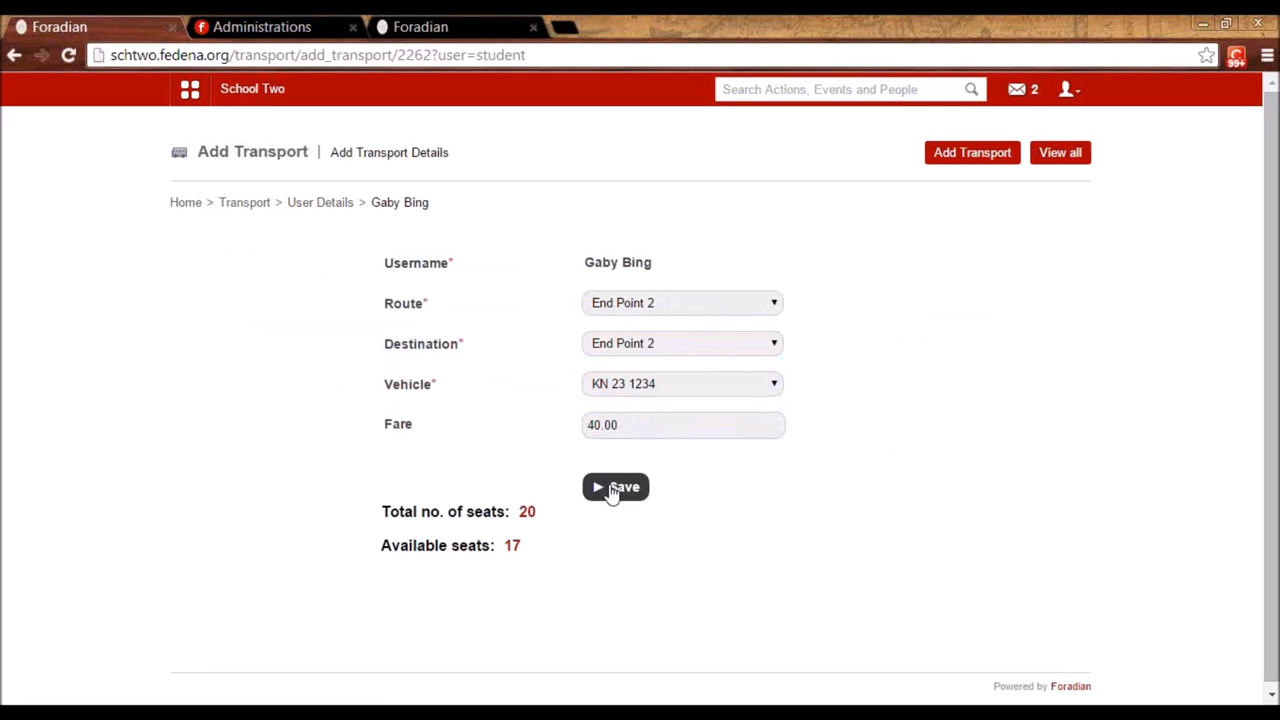 Foradian
Administrations
Foradian
schtwo.fedena.org/transport/add_transport/2262?user=student
99+
School Two
Search Actions, Events and People
2
Add Transport | Add Transport Details
Add Transport
View all
Home > Transport > User Details > Gaby Bing
Username* Gaby Bing
Route* End Point 2
Destination* End Point 2
Vehicle* KN 23 1234
Fare 40.00
Save
Total no. of seats: 20
Available seats: 17
Powered by Foradian